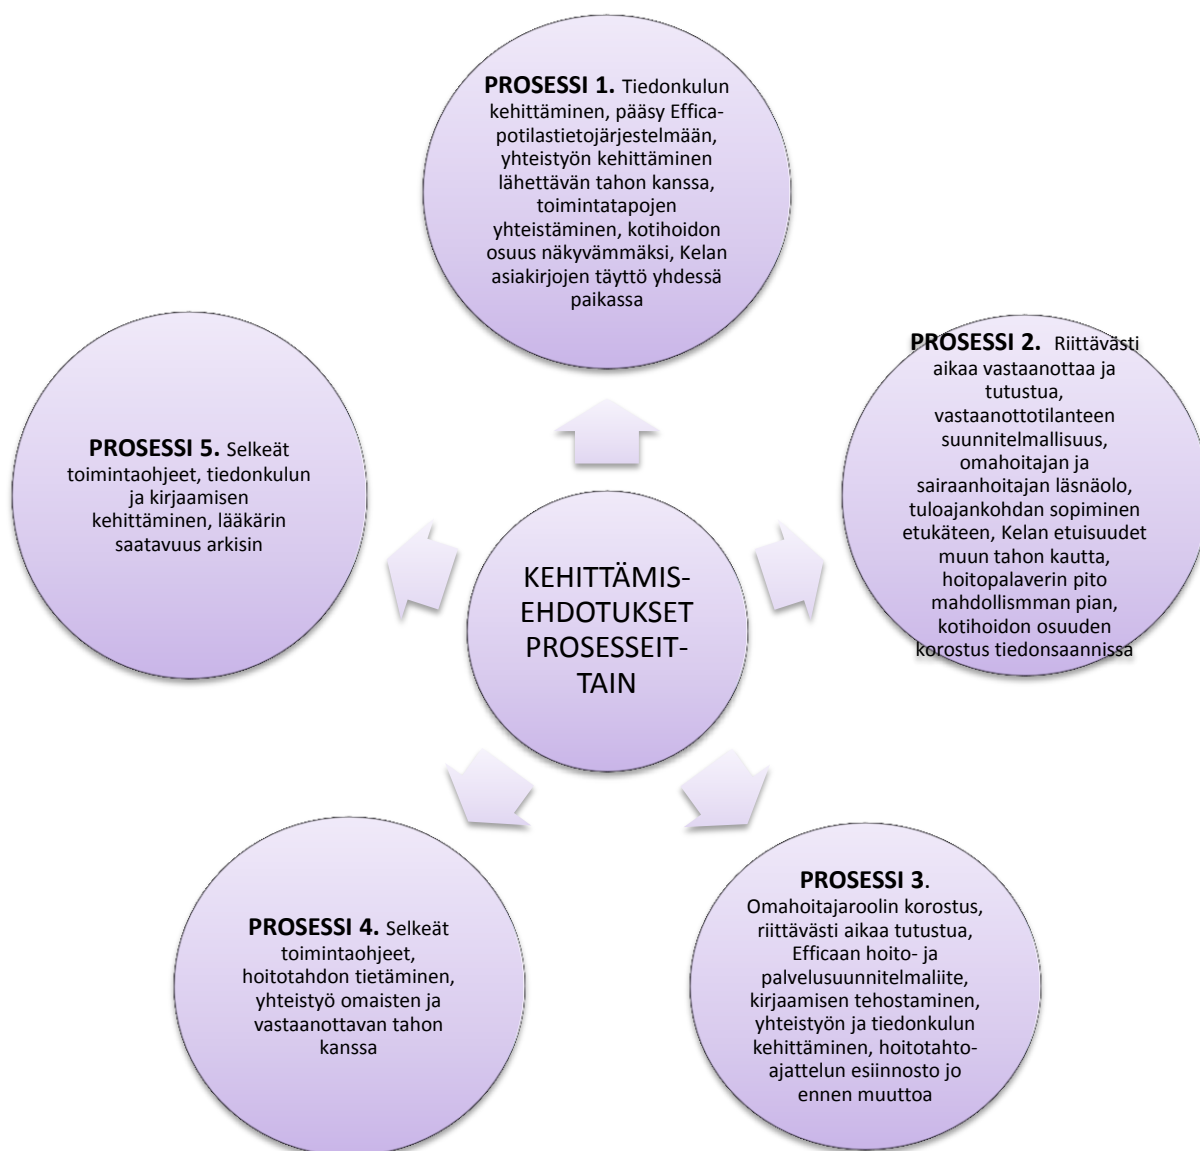 PROSESSI 1. Tiedonkulun
kehittäminen, pääsy Effica-
potilastietojärjestelmään,
yhteistyön kehittäminen
lähettävän tahon kanssa,
toimintatapojen
yhteistäminen, kotihoidon
osuus näkyvämmäksi, Kelan
asiakirjojen täyttö yhdessä
paikassa
PROSESSI 2. Riittävästi
aikaa vastaanottaa ja
tutustua,
vastaanottotilanteen
suunnitelmallisuus,
omahoitajan ja
sairaanhoitajan läsnäolo,
tuloajankohdan sopiminen
etukäteen, Kelan etuisuudet
muun tahon kautta,
hoitopalaverin pito
mahdollismman pian,
kotihoidon osuuden
korostus tiedonsaannissa
PROSESSI 3.
Omahoitajaroolin korostus,
riittävästi aikaa tutustua,
Efficaan hoito- ja
palvelusuunnitelmaliite,
kirjaamisen tehostaminen,
yhteistyön ja tiedonkulun
kehittäminen, hoitotahto-
ajattelun esiinnosto jo
ennen muuttoa
PROSESSI 4. Selkeät
toimintaohjeet,
hoitotahdon tietäminen,
yhteistyö omaisten ja
vastaanottavan tahon
kanssa
PROSESSI 5. Selkeät
toimintaohjeet, tiedonkulun
ja kirjaamisen
kehittäminen, lääkärin
saatavuus arkisin
KEHITTÄMIS-
EHDOTUKSET
PROSESSEIT-
TAIN